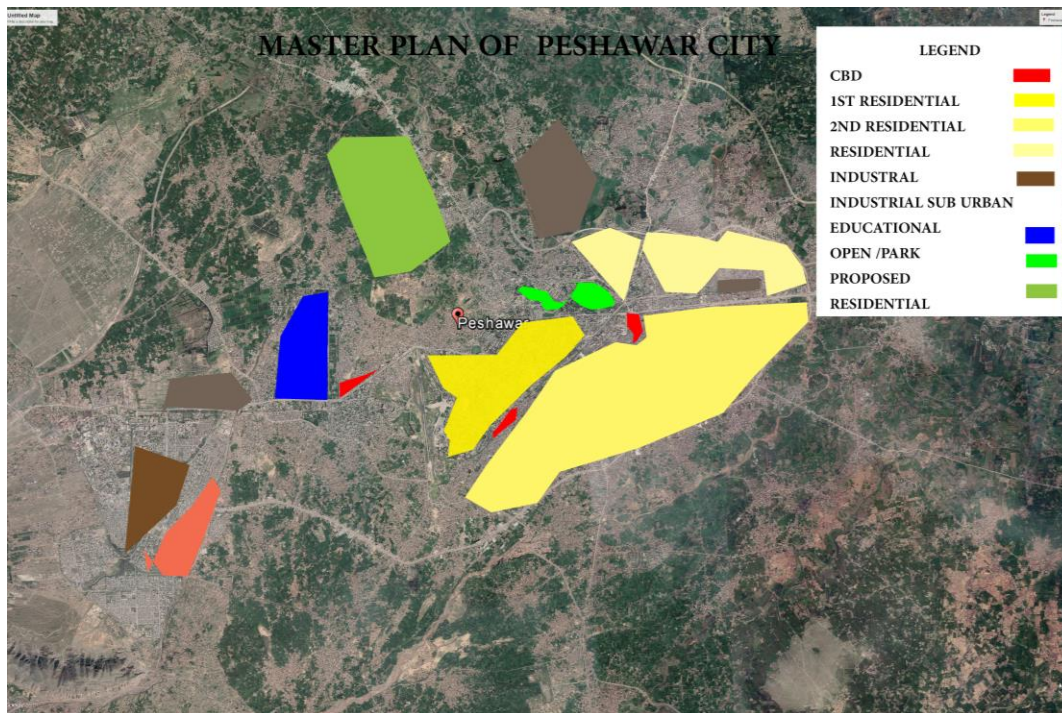 Untitled Map
Legend
MASTER PLAN OF PESHAWAR CITY
LEGEND
CBD
1ST RESIDENTIAL
2ND RESIDENTIAL
RESIDENTIAL
INDUSTRAL
INDUSTRIAL SUB URBAN
EDUCATIONAL
OPEN /PARK
PROPOSED
RESIDENTIAL
Peshawar